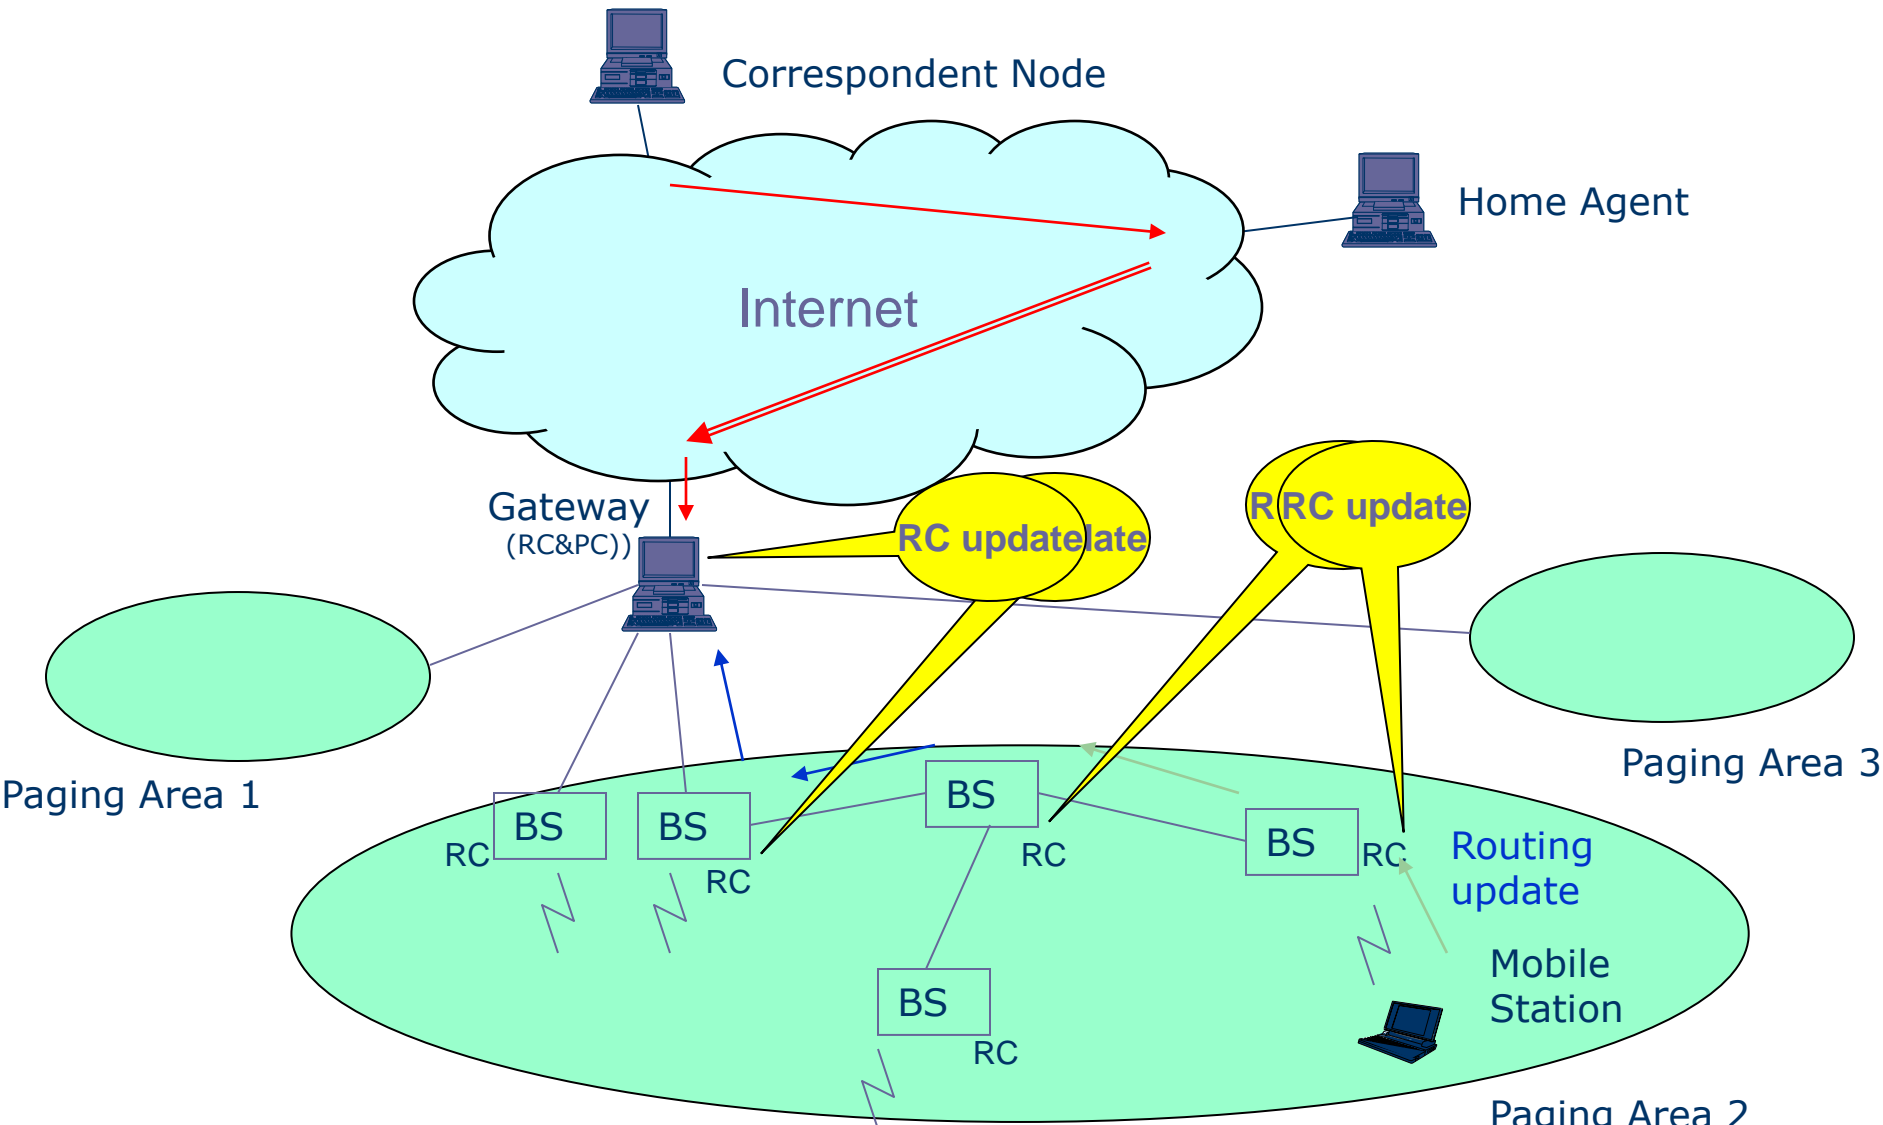 Correspondent Node
Home Agent
Internet
Gateway
(RC&PC))
RC update
late
R
RC update
Paging Area 1
Paging Area 3
BS
RC
BS
RC
BS
RC
BS
RC
Routing
update
BS
RC
Mobile
Station
Paging Area 2